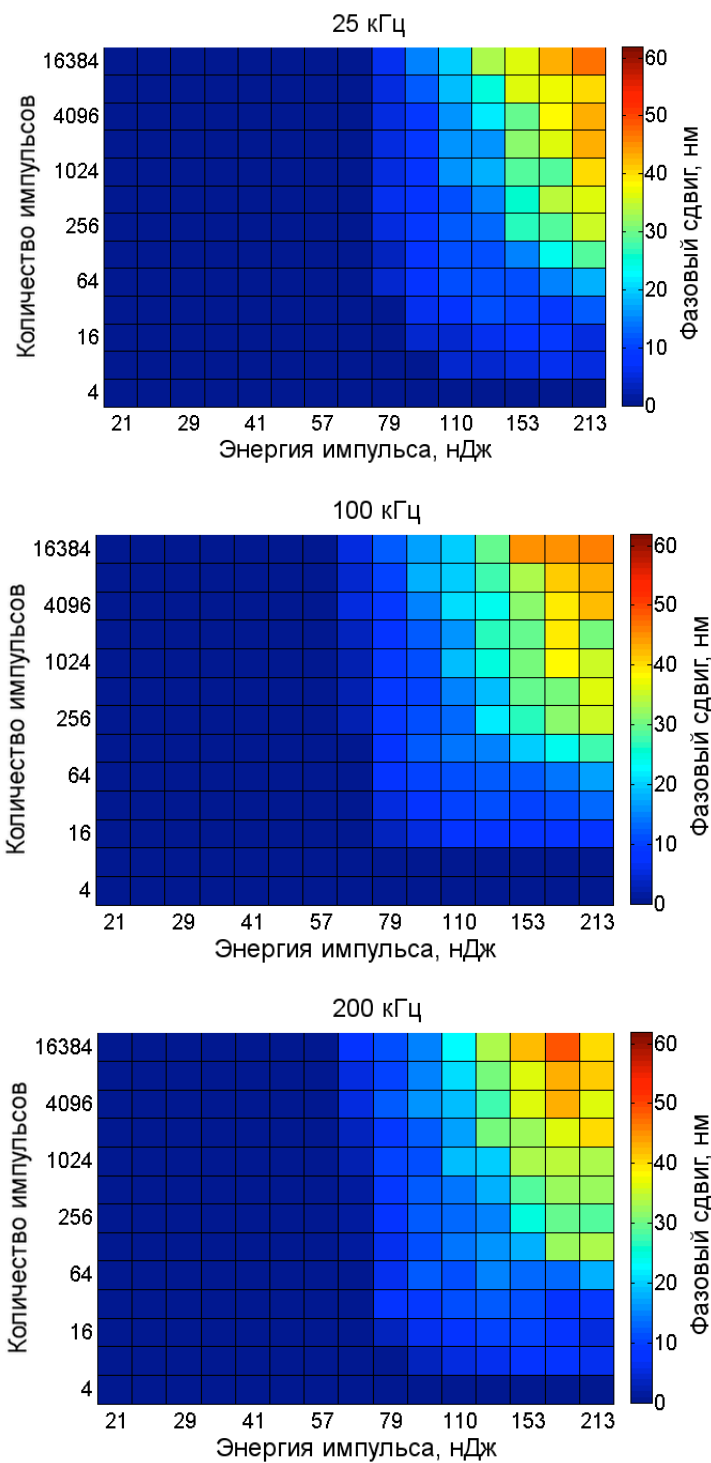 25 кГц
Количество импульсов
16384
4096
1024
256
64
16
4
21 29 41 57 79 110 153 213
Энергия импульса, нДж
60
50
40
30
20
10
0
Фазовый сдвиг, нм
100 кГц
Количество импульсов
16384
4096
1024
256
64
16
4
21 29 41 57 79 110 153 213
Энергия импульса, нДж
60
50
40
30
20
10
0
Фазовый сдвиг, нм
200 кГц
Количество импульсов
16384
4096
1024
256
64
16
4
21 29 41 57 79 110 153 213
Энергия импульса, нДж
60
50
40
30
20
10
0
Фазовый сдвиг, нм